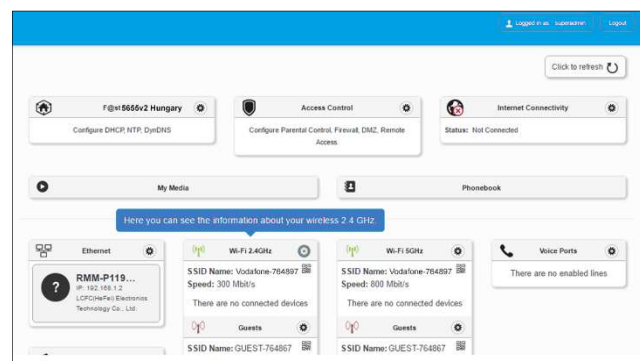 Logged in as superadmin Logout
Click to refresh
F@st5655v2 Hungary
Configure DHCP, NTP, DynDNS
Access Control
Configure Parental Control, Firewall, DMZ, Remote
Access.
Internet Connectivity
Status: Not Connected
My Media
Phonebook
Here you can see the information about your wireless 2.4 GHz.
Ethernet
RMM-P119...
IP: 192.168.1.2
LCFC(HeFei) Electronics
Technology Co., Ltd.
Wi-Fi 2.4GHz
SSID Name: Vodafone-764897
Speed: 300 Mbit/s
There are no connected devices
Guests
SSID Name: GUEST-764867
Wi-Fi 5GHz
SSID Name: Vodafone-764897
Speed: 800 Mbit/s
There are no connected devices
Guests
SSID Name: GUEST-764867
Voice Ports
There are no enabled lines